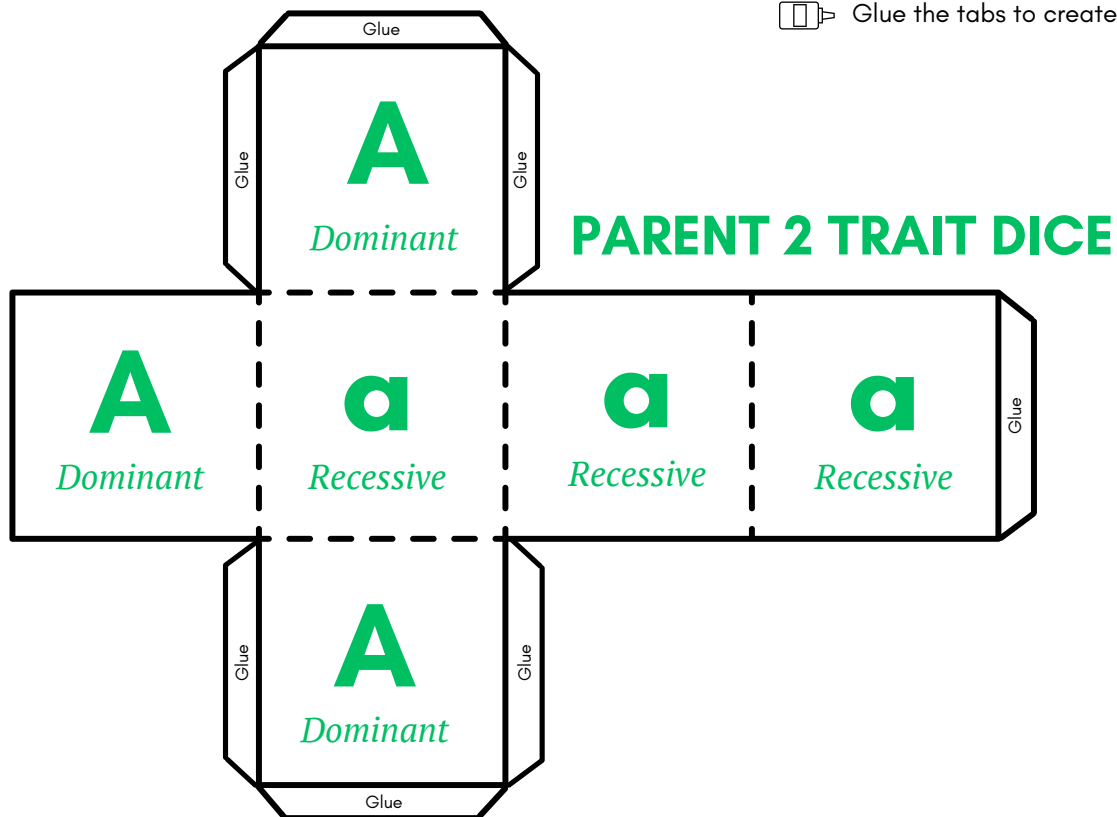 Glue the tabs to create
Glue
Glue
A
Glue
Dominant
PARENT 2 TRAIT DICE
A
a
a
a
Glue
Dominant
Recessive
Recessive
Recessive
Glue
A
Glue
Dominant
Glue